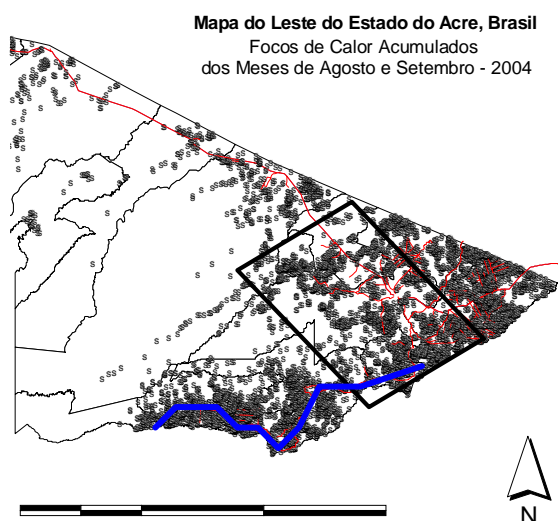 Mapa do Leste do Estado do Acre, Brasil
Focos de Calor Acumulados
dos Meses de Agosto e Setembro - 2004
N